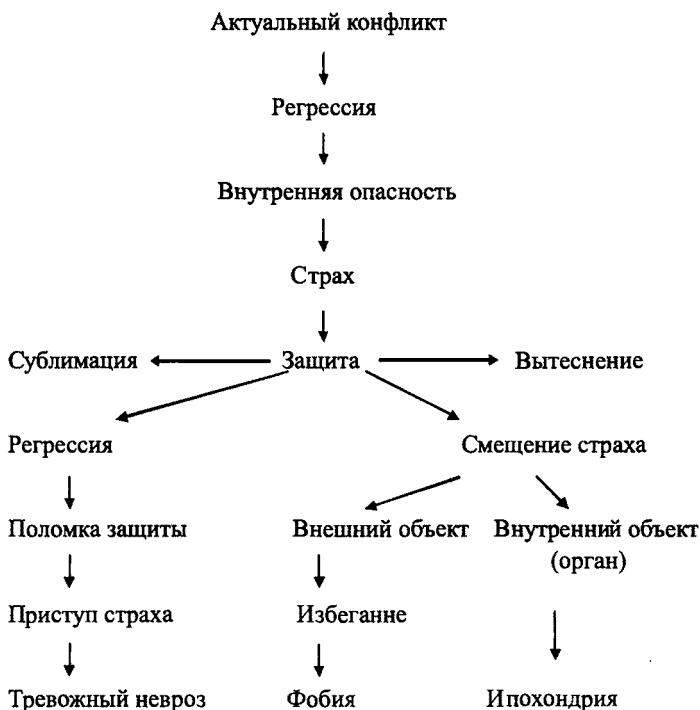 Актуальный конфликт
Регрессия
Внутренняя опасность
Страх
Сублимация Защита Вытеснение
Регрессия Смещение страха
Поломка защиты Внешний объект Внутренний объект
(орган)
Приступ страха Избеганне
Тревожный невроз Фобия Ипохондрия